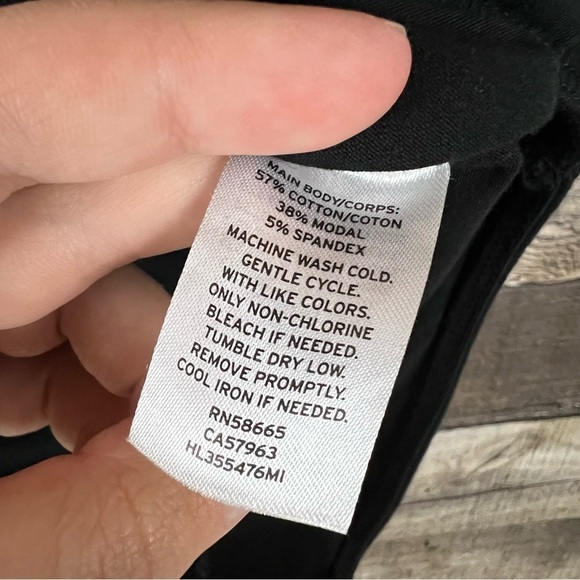 MAIN BODY/CORPS:
57% COTTON/COTON
38% MODAL
5% SPANDEX
MACHINE WASH COLD.
GENTLE CYCLE.
WITH LIKE COLORS.
ONLY NON-CHLORINE
BLEACH IF NEEDED.
TUMBLE DRY LOW.
REMOVE PROMPTLY.
COOL IRON IF NEEDED.
RN58665
CA57963
HL355476MI